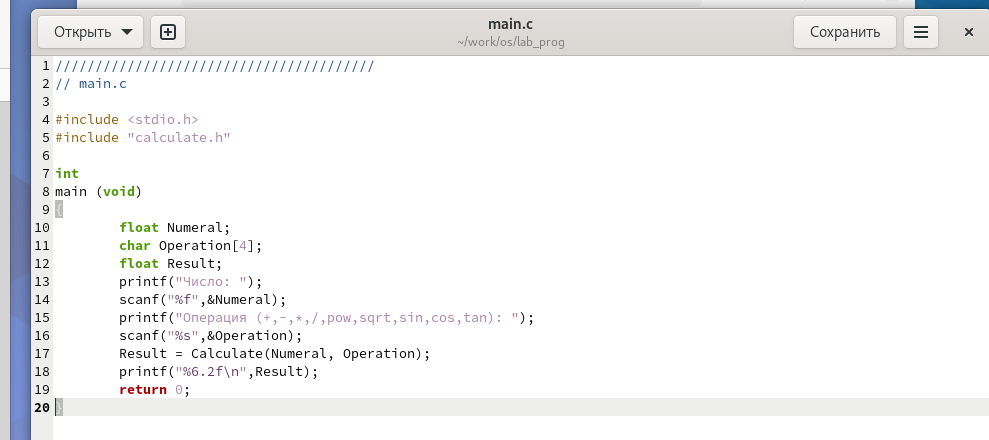 main.c
Открыть
~/work/os/lab_prog
Сохранить
1 ////////////////////////////////////////
2 // main.c
3
4 #include <stdio.h>
5 #include "calculate.h"
6
7 int
8 main (void)
9 {
10         float Numeral;
11         char Operation[4];
12         float Result;
13         printf("Число: ");
14         scanf("%f",&Numeral);
15         printf("Операция (+,-,*,/,pow,sqrt,sin,cos,tan): ");
16         scanf("%s",&Operation);
17         Result = Calculate(Numeral, Operation);
18         printf("%6.2f\n",Result);
19         return 0;
20 }